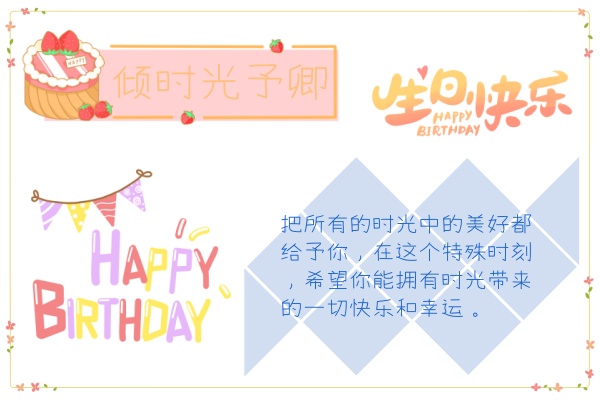 HAPPY
倾时光予卿
生日快乐
HAPPY
BIRTHDAY
HAPPY
BIRTHDAY
把所有的时光中的美好都
给予你，在这个特殊时刻
，希望你能拥有时光带来
的一切快乐和幸运 。